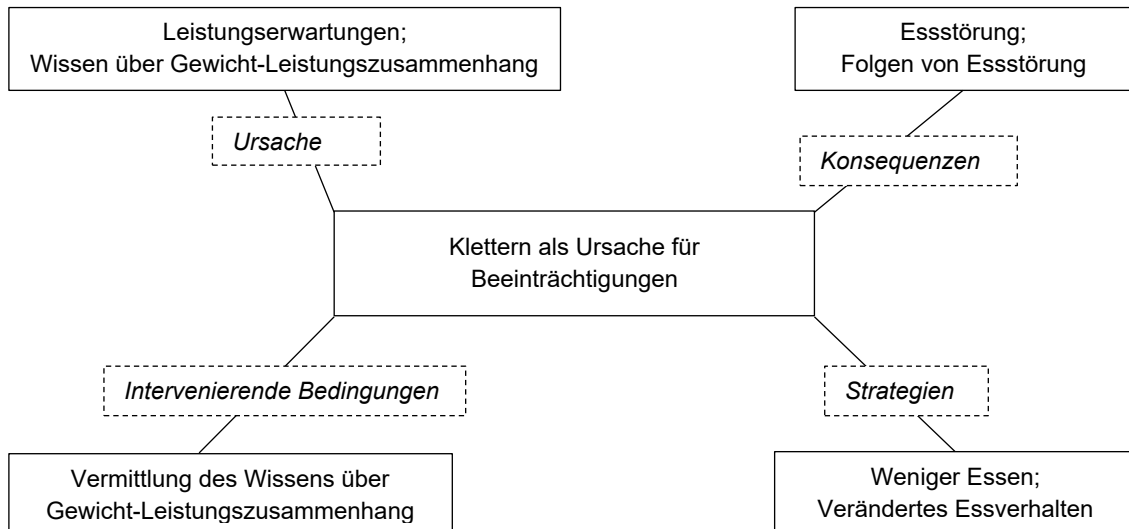 Leistungserwartungen;
Wissen über Gewicht-Leistungszusammenhang
Essstörung;
Folgen von Essstörung
Ursache
Konsequenzen
Klettern als Ursache für
Beeinträchtigungen
Intervenierende Bedingungen
Strategien
Vermittlung des Wissens über
Gewicht-Leistungszusammenhang
Weniger Essen;
Verändertes Essverhalten